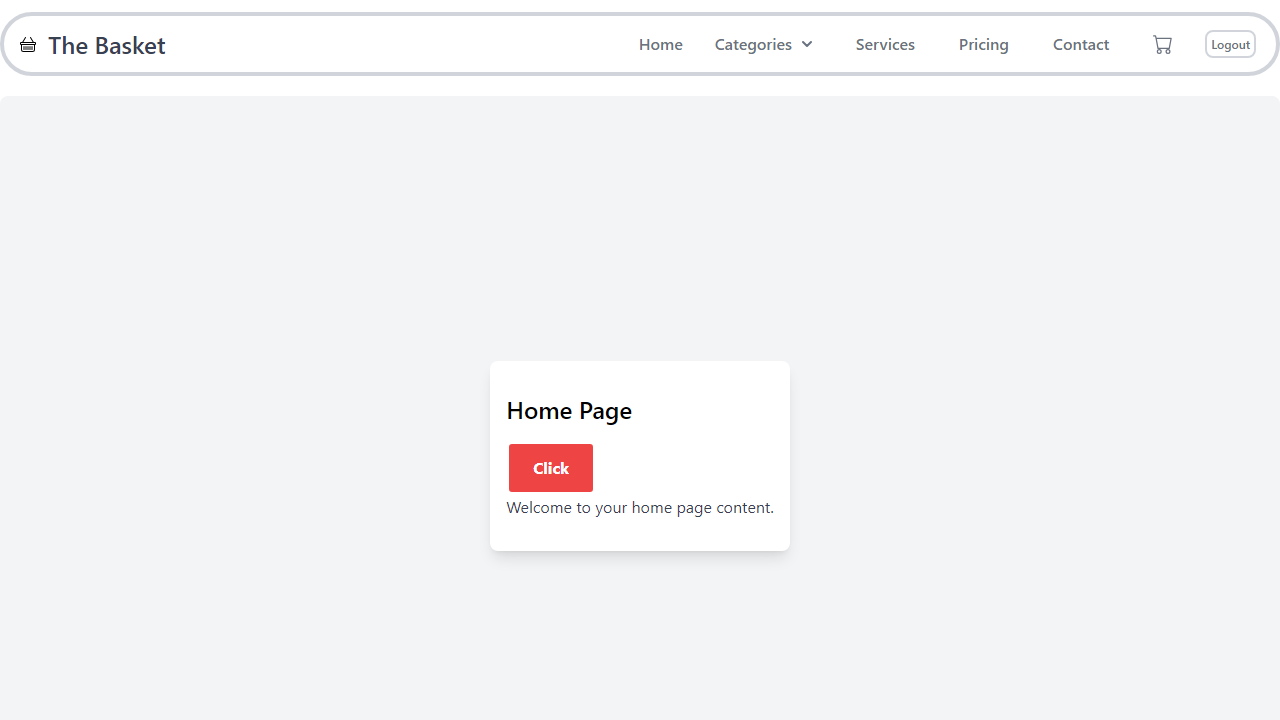 The Basket
Home Categories Services Pricing Contact Logout
Home Page
Click
Welcome to your home page content.